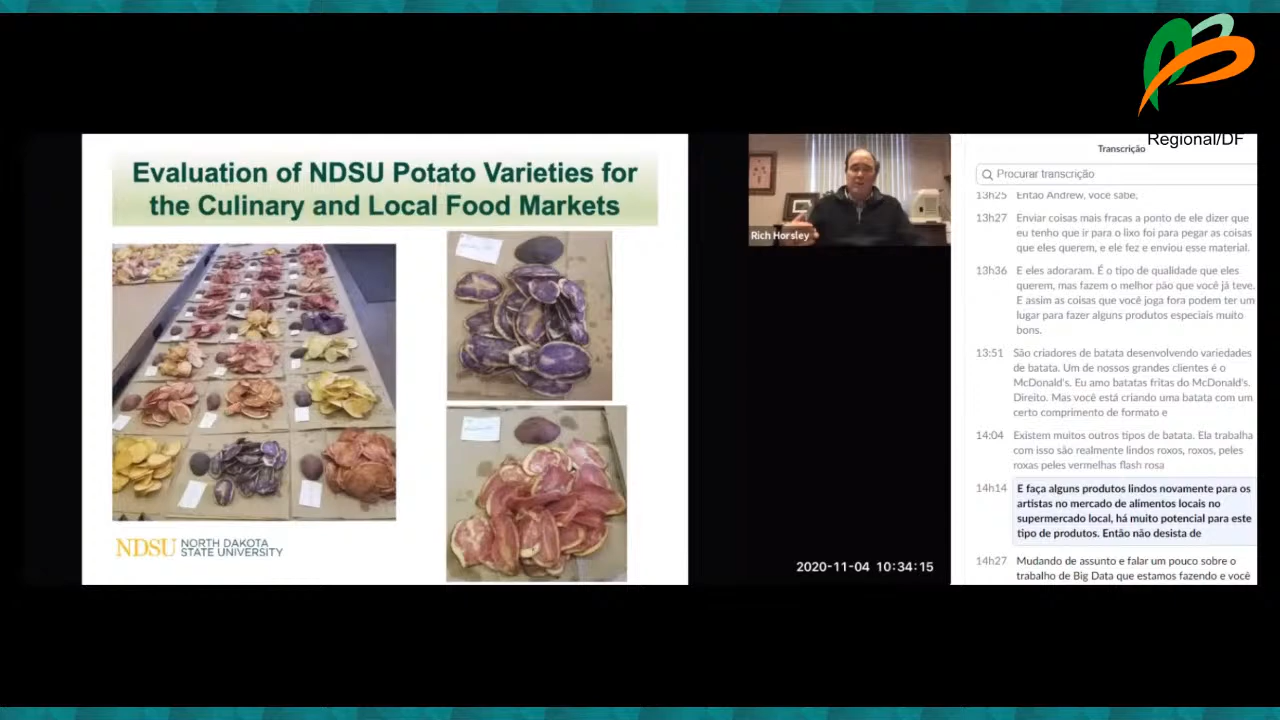 Regional/DF
Evaluation of NDSU Potato Varieties for
the Culinary and Local Food Markets
NDSU NORTH DAKOTA
STATE UNIVERSITY
Rich Horsley
2020-11-04 10:34:15
Transcrição
Procurar transcrição
13h25 Então Andrew, você sabe,
13h27 Enviar coisas mais fracas a ponto de ele dizer que
eu tenho que ir para o lixo foi para pegar as coisas
que eles querem, e ele fez e enviou esse material.
13h36 E eles adoraram. É o tipo de qualidade que eles
querem, mas fazem o melhor pão que você já teve.
E assim as coisas que você joga fora podem ter um
lugar para fazer alguns produtos especiais muito
bons.
13:51 São criadores de batata desenvolvendo variedades
de batata. Um de nossos grandes clientes é o
McDonald's. Eu amo batatas fritas do McDonald's.
Direito. Mas você está criando uma batata com um
certo comprimento de formato e
14:04 Existem muitos outros tipos de batata. Ela trabalha
com isso são realmente lindos roxos, roxos, peles
roxas peles vermelhas flash rosa
14h14 E faça alguns produtos lindos novamente para os
artistas no mercado de alimentos locais no
supermercado local, há muito potencial para este
tipo de produtos. Então não desista de
14h27 Mudando de assunto e falar um pouco sobre o
trabalho de Big Data que estamos fazendo e você